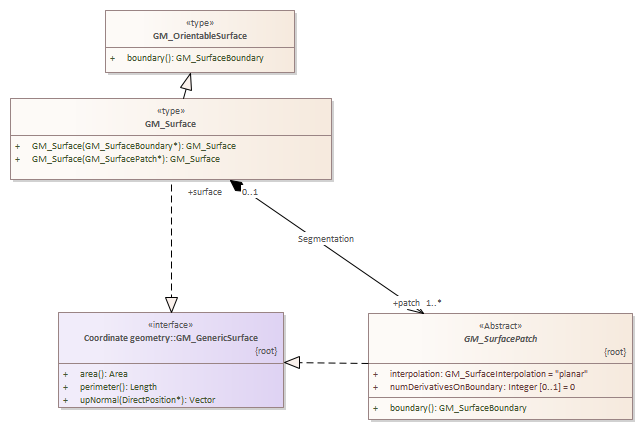 «type»
GM_OrientableSurface
+ boundary(): GM_SurfaceBoundary
«type»
GM_Surface
+ GM_Surface(GM_SurfaceBoundary*): GM_Surface
+ GM_Surface(GM_SurfacePatch*): GM_Surface
+surface 0..1
Segmentation
+patch 1..*
«interface»
Coordinate geometry::GM_GenericSurface
{root}
+ area(): Area
+ perimeter(): Length
+ upNormal(DirectPosition*): Vector
«Abstract»
GM_SurfacePatch
{root}
+ interpolation: GM_SurfaceInterpolation = "planar"
+ numDerivativesOnBoundary: Integer [0..1] = 0
+ boundary(): GM_SurfaceBoundary